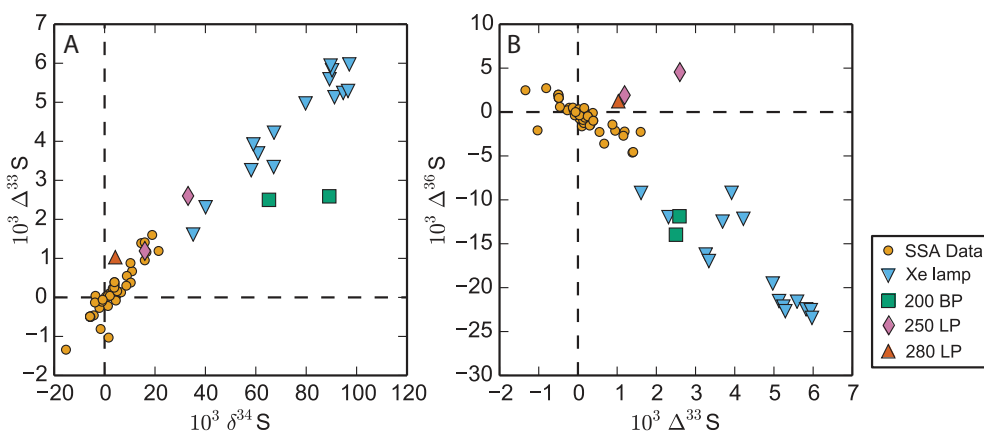 A
7
6
5
4
3
2
1
0
−1
−2
10³ Δ³³S
−20 0 20 40 60 80 100 120
10³ δ³⁴S
B
10
5
0
−5
−10
−15
−20
−25
−30
10³ Δ³⁶S
−2 −1 0 1 2 3 4 5 6 7
10³ Δ³³S
SSA Data
Xe lamp
200 BP
250 LP
280 LP